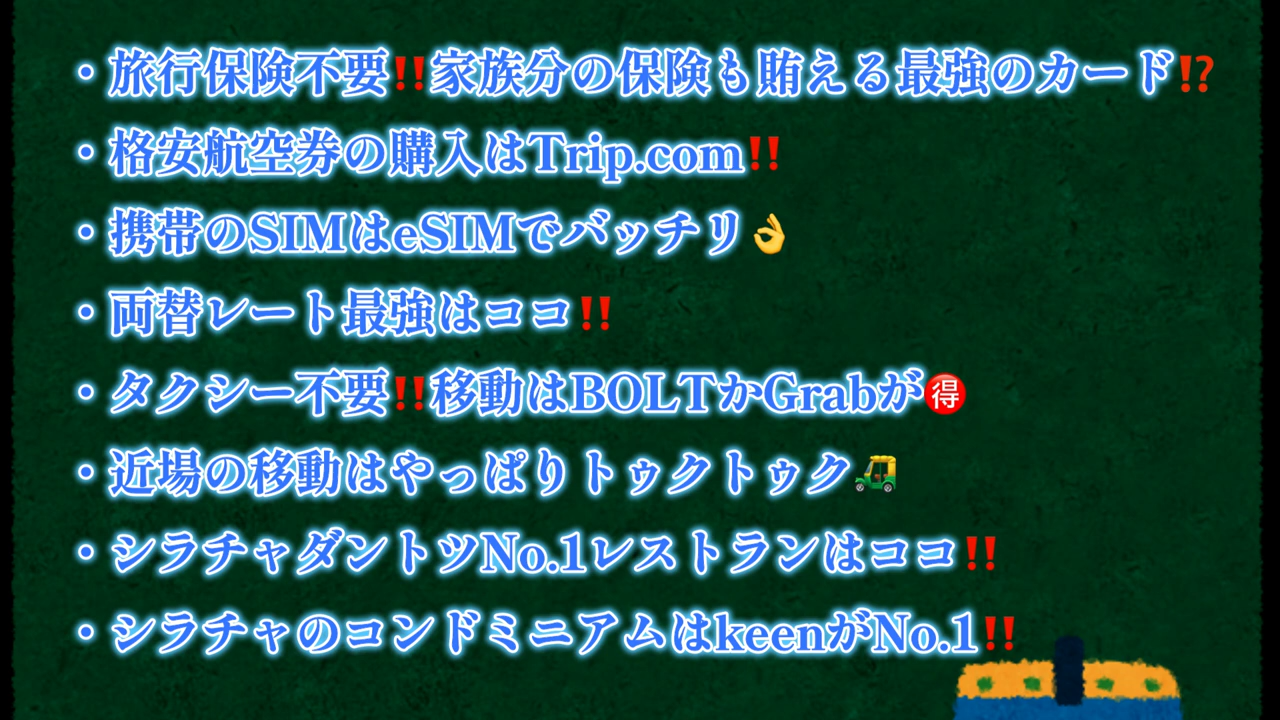 ・旅行保険不要‼️家族分の保険も賄える最強のカード⁉️
・格安航空券の購入はTrip.com‼️
・携帯のSIMはeSIMでバッチリ👌
・両替レート最強はココ‼️
・タクシー不要‼️移動はBOLTかGrabが🉐
・近場の移動はやっぱりトゥクトゥク🛺
・シラチャダントツNo.1レストランはココ‼️
・シラチャのコンドミニアムはkeenがNo.1‼️